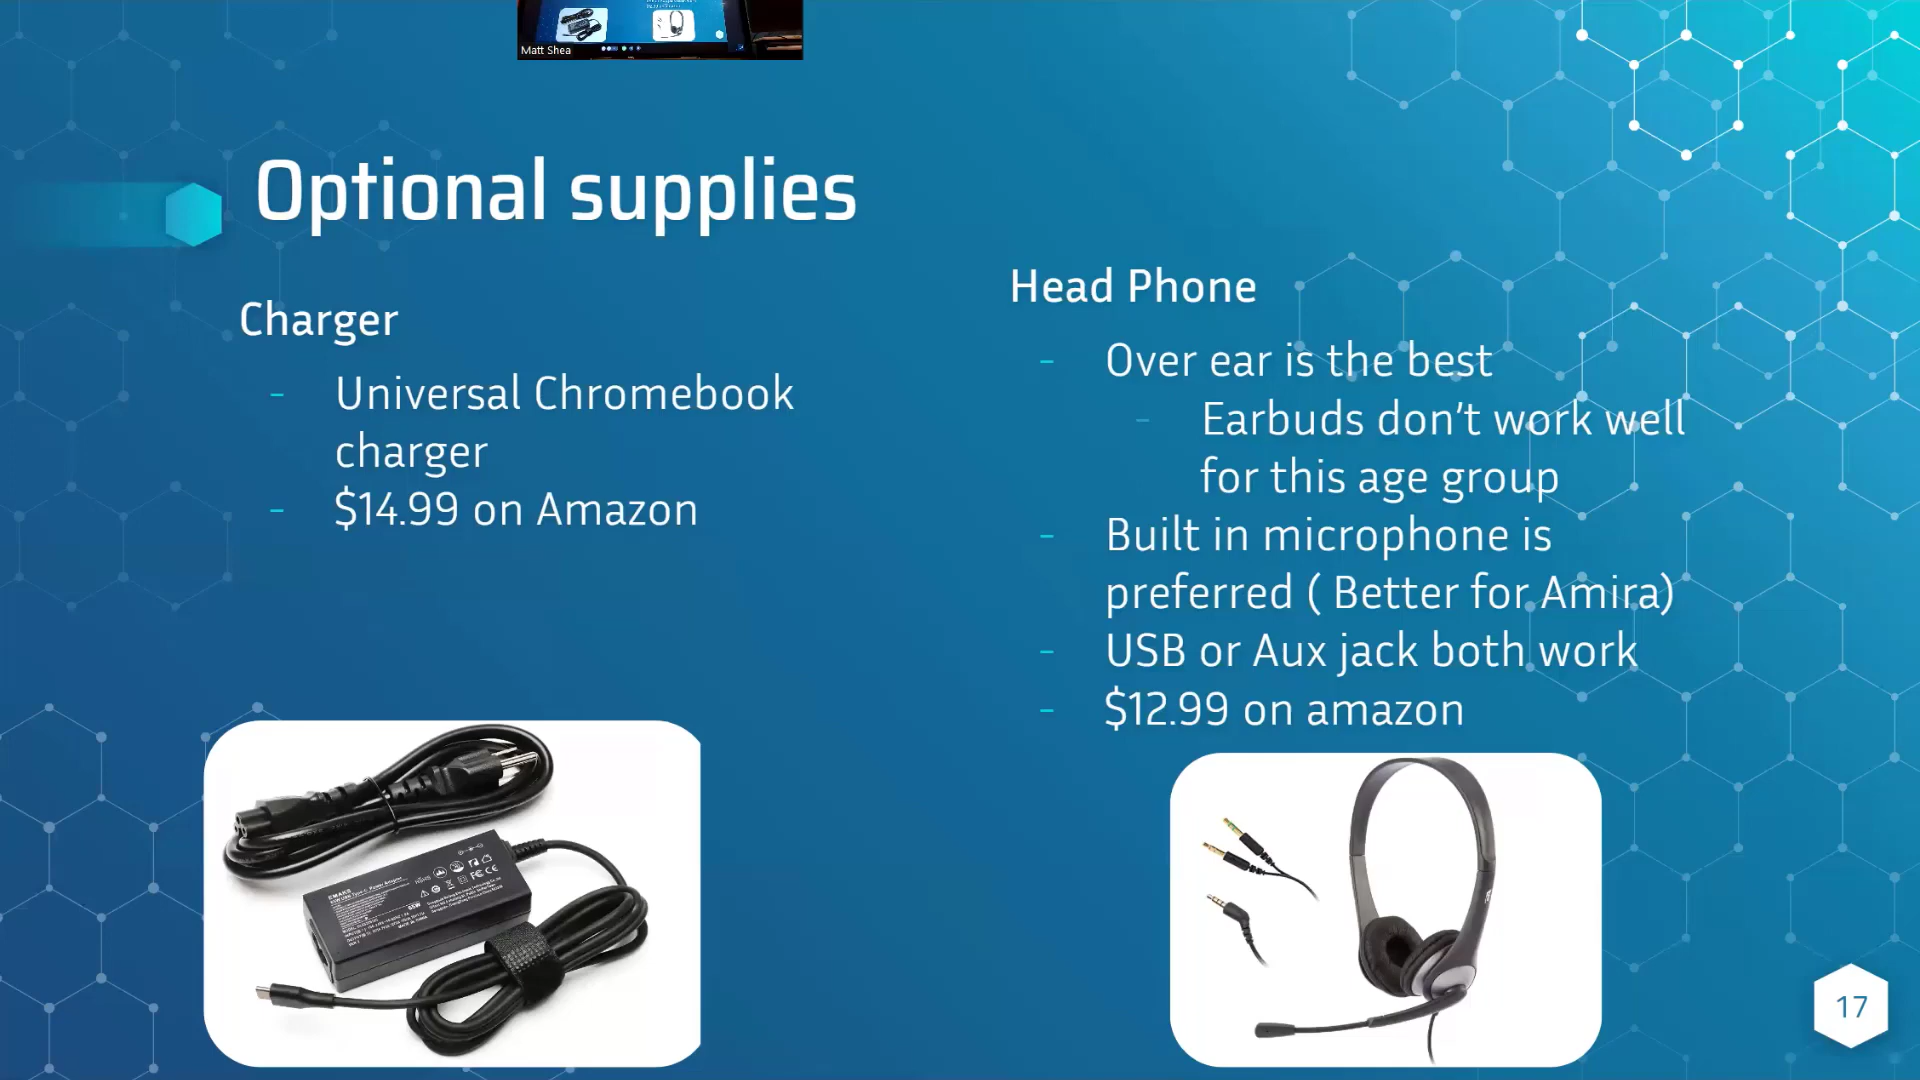 Matt Shea
Optional supplies
Charger
- Universal Chromebook
charger
- $14.99 on Amazon
Head Phone
- Over ear is the best
- Earbuds don't work well
for this age group
- Built in microphone is
preferred ( Better for Amira)
- USB or Aux jack both work
- $12.99 on amazon
17